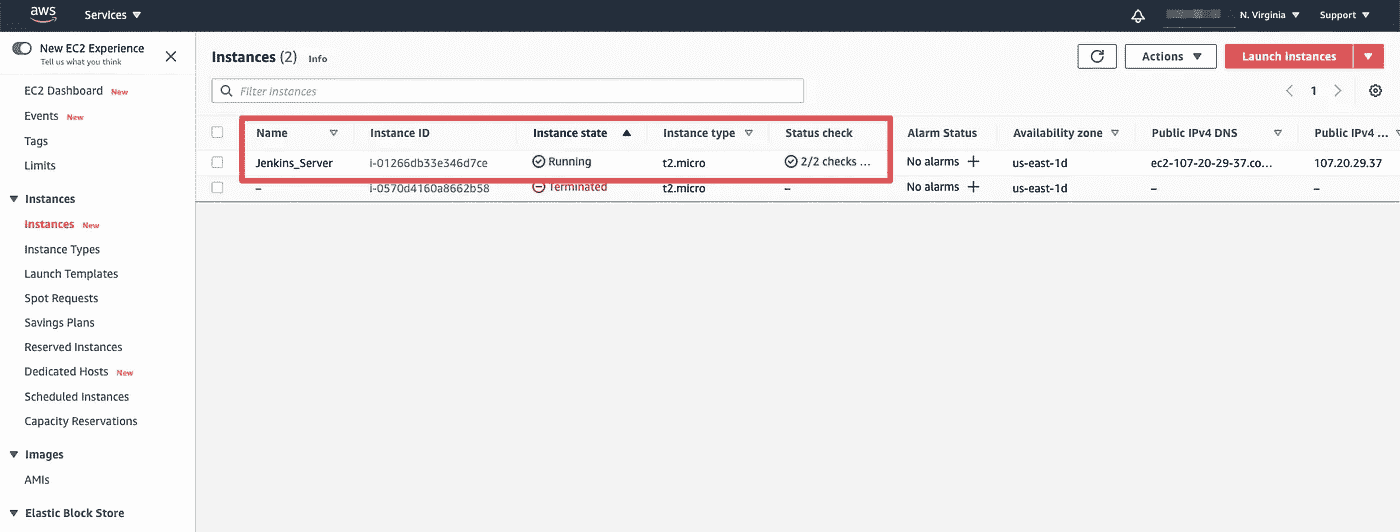 aws Services N. Virginia Support
New EC2 Experience
Tell us what you think
EC2 Dashboard New
Events New
Tags
Limits
Instances
Instances New
Instance Types
Launch Templates
Spot Requests
Savings Plans
Reserved Instances
Dedicated Hosts New
Scheduled Instances
Capacity Reservations
Images
AMIs
Elastic Block Store
Instances (2) Info Actions Launch instances
Filter instances 1
Name Instance ID Instance state Instance type Status check Alarm Status Availability zone Public IPv4 DNS Public IPv4 ...
Jenkins_Server i-01266db33e346d7ce Running t2.micro 2/2 checks ... No alarms + us-east-1d ec2-107-20-29-37.co... 107.20.29.37
– i-0570d4160a8662b58 Terminated t2.micro – No alarms + us-east-1d – –